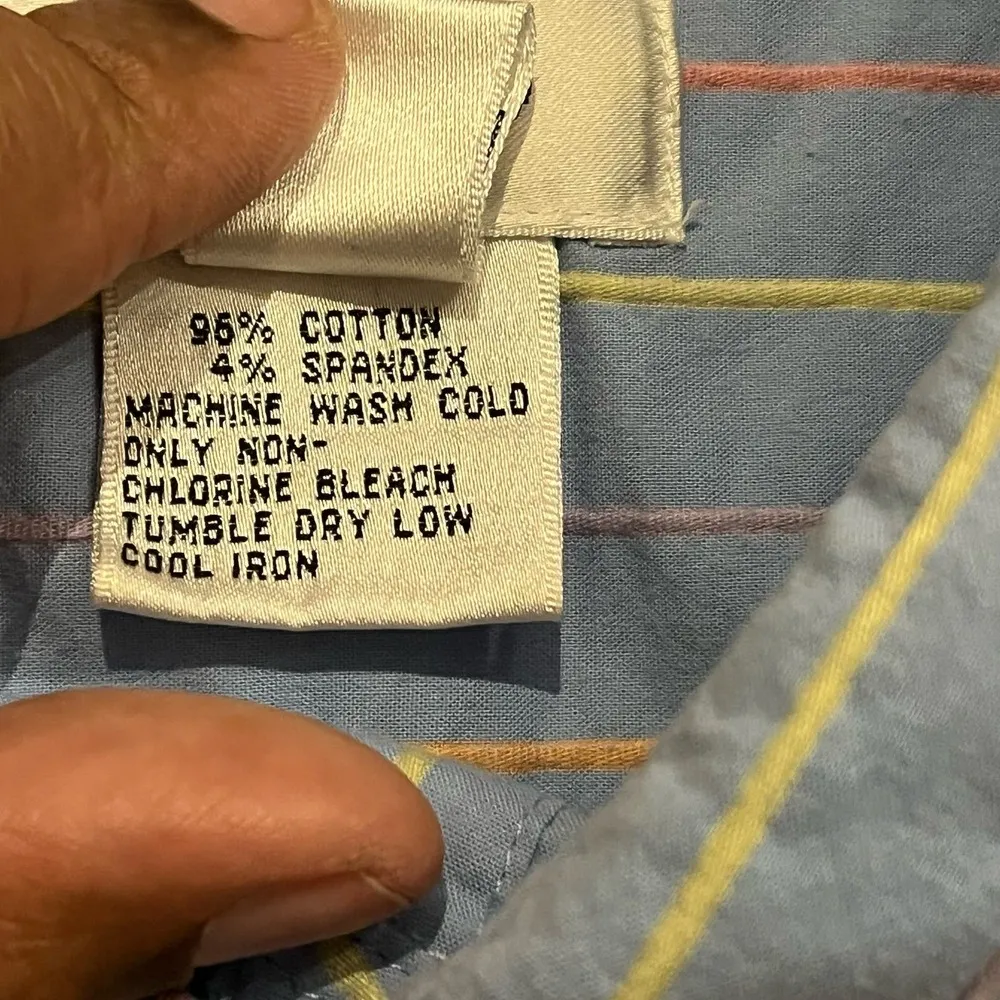 96% COTTON
4% SPANDEX
MACHINE WASH COLD
ONLY NON-
CHLORINE BLEACH
TUMBLE DRY LOW
COOL IRON